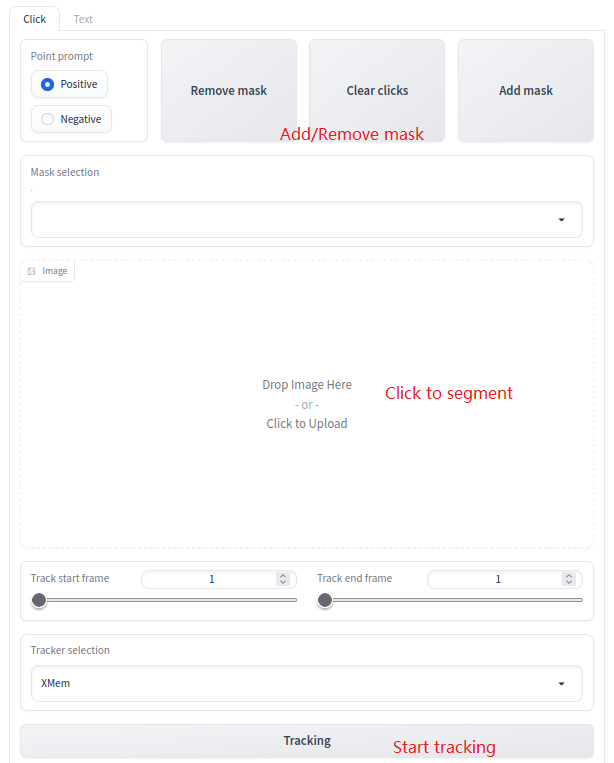 Click
Text
Point prompt
Positive
Negative
Remove mask
Clear clicks
Add mask
Add/Remove mask
Mask selection
.
Image
Drop Image Here
- or -
Click to Upload
Click to segment
Track start frame
1
Track end frame
1
Tracker selection
XMem
Tracking
Start tracking